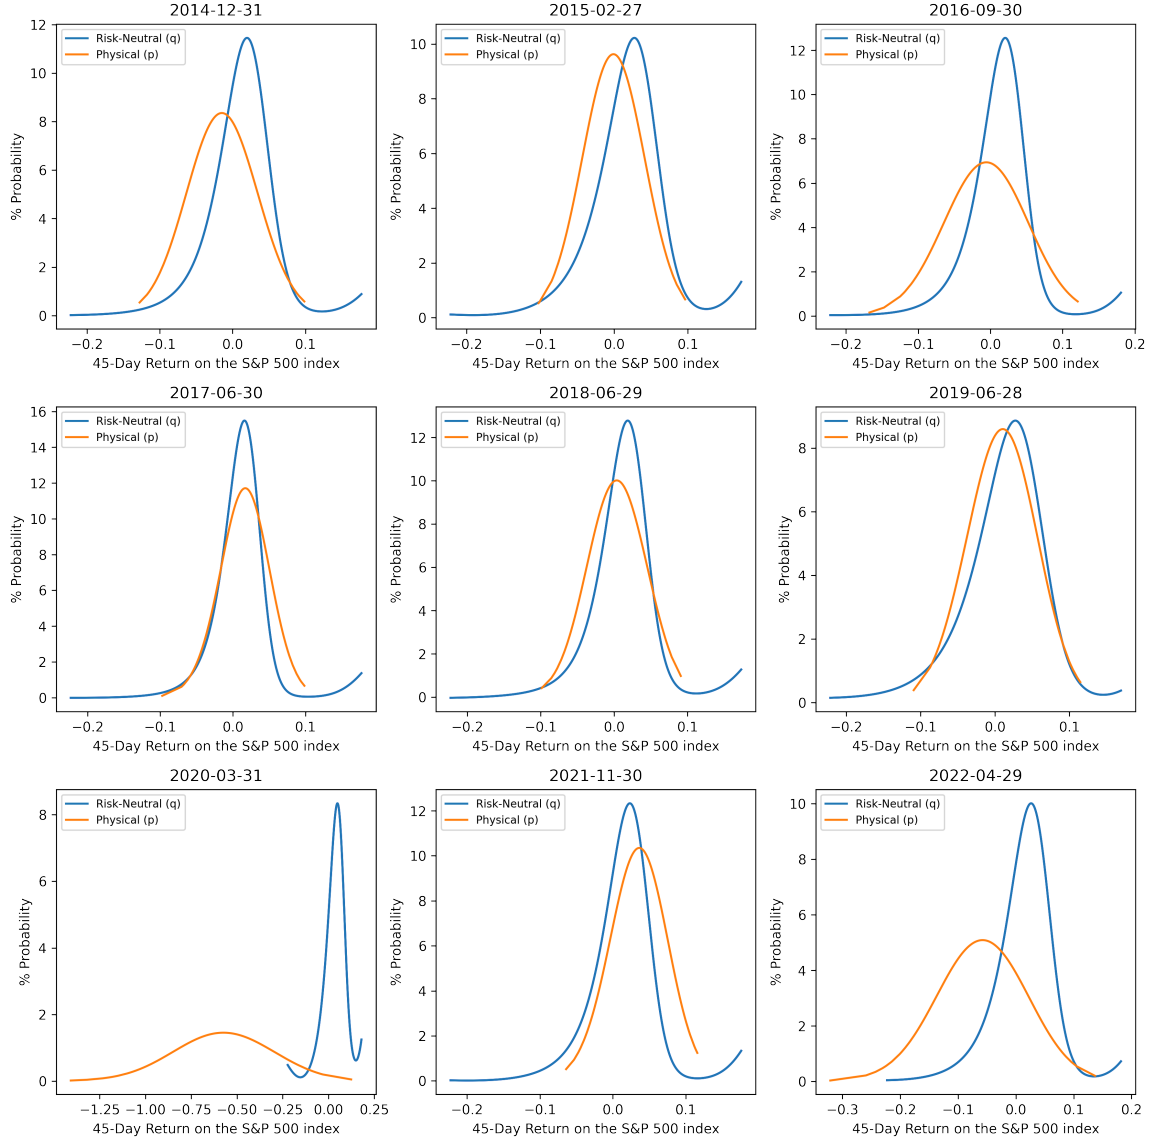 2014-12-31
12
10
8
6
4
2
0
% Probability
Risk-Neutral (q)
Physical (p)
−0.2 −0.1 0.0 0.1
45-Day Return on the S&P 500 index
2015-02-27
10
8
6
4
2
0
% Probability
Risk-Neutral (q)
Physical (p)
−0.2 −0.1 0.0 0.1
45-Day Return on the S&P 500 index
2016-09-30
12
10
8
6
4
2
0
% Probability
Risk-Neutral (q)
Physical (p)
−0.2 −0.1 0.0 0.1 0.2
45-Day Return on the S&P 500 index
2017-06-30
16
14
12
10
8
6
4
2
0
% Probability
Risk-Neutral (q)
Physical (p)
−0.2 −0.1 0.0 0.1
45-Day Return on the S&P 500 index
2018-06-29
12
10
8
6
4
2
0
% Probability
Risk-Neutral (q)
Physical (p)
−0.2 −0.1 0.0 0.1
45-Day Return on the S&P 500 index
2019-06-28
8
6
4
2
0
% Probability
Risk-Neutral (q)
Physical (p)
−0.2 −0.1 0.0 0.1
45-Day Return on the S&P 500 index
2020-03-31
8
6
4
2
0
% Probability
Risk-Neutral (q)
Physical (p)
−1.25 −1.00 −0.75 −0.50 −0.25 0.00 0.25
45-Day Return on the S&P 500 index
2021-11-30
12
10
8
6
4
2
0
% Probability
Risk-Neutral (q)
Physical (p)
−0.2 −0.1 0.0 0.1
45-Day Return on the S&P 500 index
2022-04-29
10
8
6
4
2
0
% Probability
Risk-Neutral (q)
Physical (p)
−0.3 −0.2 −0.1 0.0 0.1 0.2
45-Day Return on the S&P 500 index